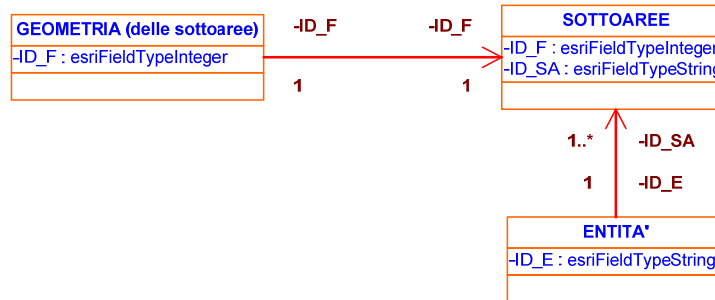 GEOMETRIA (delle sottoaree)
-ID_F : esriFieldTypeInteger
-ID_F
-ID_F
1
1
SOTTOAREE
-ID_F : esriFieldTypeInteger
-ID_SA : esriFieldTypeString
1..*
-ID_SA
1
-ID_E
ENTITA'
-ID_E : esriFieldTypeString